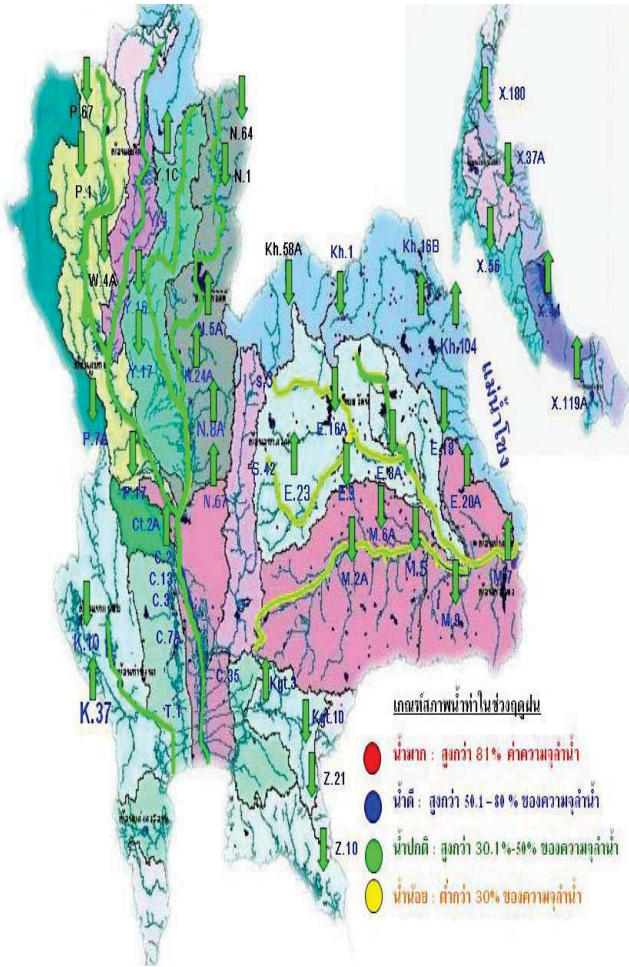 P.67
N.64
X.180
Y.1C
X.37A
P.1
N.1
Kh.58A
Kh.1
Kh.16B
X.56
W.4A
Y.16
N.5A
Kh.104
แม่น้ำโขง
Y.17
N.24A
X.119A
N.8A
E.16A
E.18
S.42
E.8A
N.67
E.23
E.20A
Ct.2A
M.6A
C.2
M.2A
M.5
M.7
C.13
C.3
M.9
K.10
C.7A
C.35
K.37
Kgt.3
T.1
Kgt.10
Z.21
Z.10
เกณฑ์สภาพน้ำท่าในช่วงฤดูฝน
น้ำมาก : สูงกว่า 81% ค่าความจุลำน้ำ
น้ำดี : สูงกว่า 50.1 - 80 % ของความจุลำน้ำ
น้ำปกติ : สูงกว่า 30.1%-50% ของความจุลำน้ำ
น้ำน้อย : ต่ำกว่า 30% ของความจุลำน้ำ